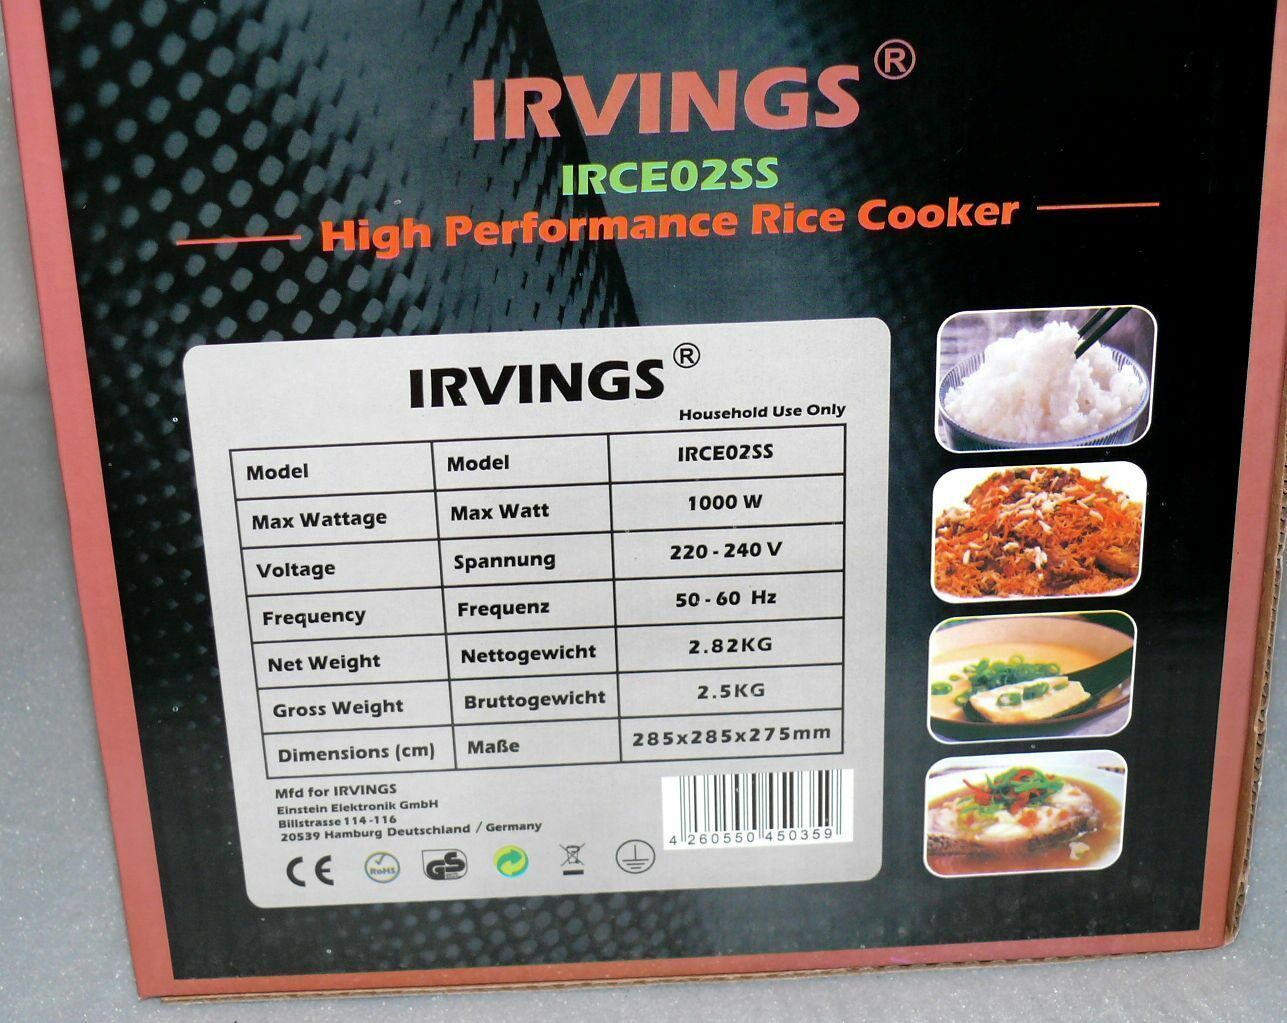 IRVINGS ®
IRCE02SS
High Performance Rice Cooker
IRVINGS ®
Household Use Only
Model Model IRCE02SS
Max Wattage Max Watt 1000 W
Voltage Spannung 220 - 240 V
Frequency Frequenz 50 - 60 Hz
Net Weight Nettogewicht 2.82KG
Gross Weight Bruttogewicht 2.5KG
Dimensions (cm) Maße 285x285x275mm
Mfd for IRVINGS
Einstein Elektronik GmbH
Billstrasse 114 -116
20539 Hamburg Deutschland / Germany
4 260550 450359
CE RoHS GS